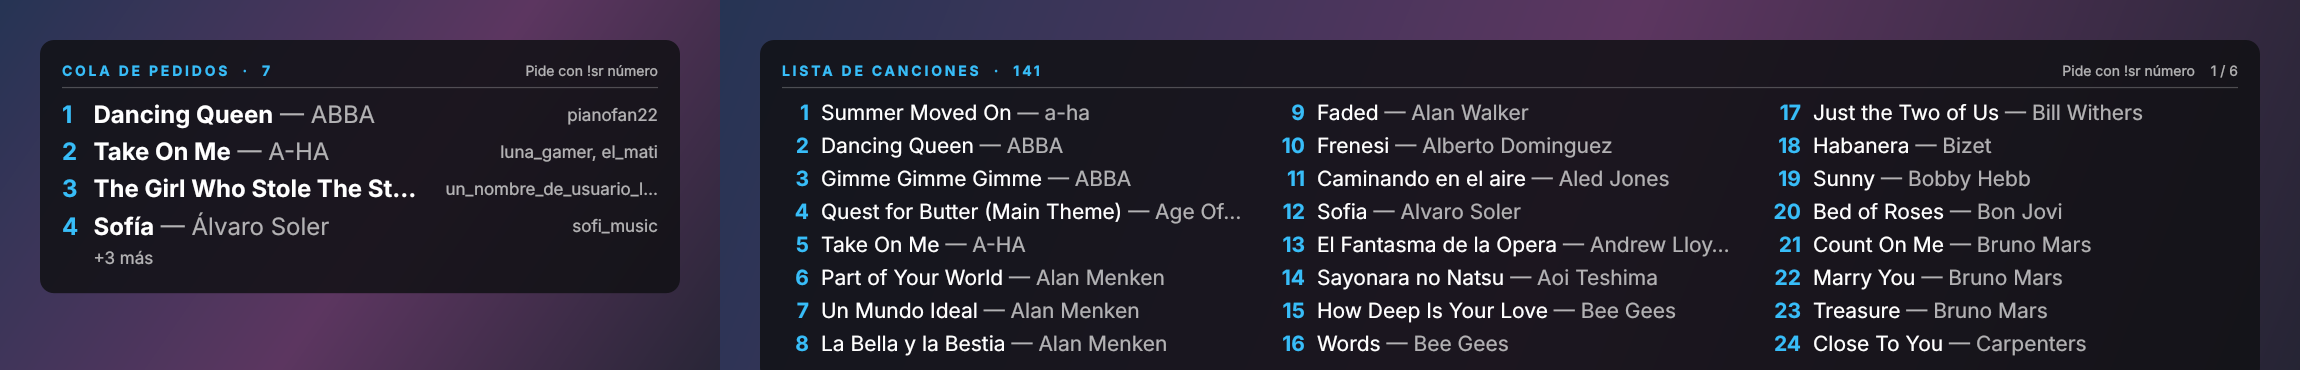 COLA DE PEDIDOS · 7
Pide con !sr número
1 Dancing Queen — ABBA pianofan22
2 Take On Me — A-HA luna_gamer, el_mati
3 The Girl Who Stole The St... un_nombre_de_usuario_l...
4 Sofía — Álvaro Soler sofi_music
+3 más
LISTA DE CANCIONES · 141
Pide con !sr número 1 / 6
1 Summer Moved On — a-ha
2 Dancing Queen — ABBA
3 Gimme Gimme Gimme — ABBA
4 Quest for Butter (Main Theme) — Age Of...
5 Take On Me — A-HA
6 Part of Your World — Alan Menken
7 Un Mundo Ideal — Alan Menken
8 La Bella y la Bestia — Alan Menken
9 Faded — Alan Walker
10 Frenesi — Alberto Dominguez
11 Caminando en el aire — Aled Jones
12 Sofia — Alvaro Soler
13 El Fantasma de la Opera — Andrew Lloy...
14 Sayonara no Natsu — Aoi Teshima
15 How Deep Is Your Love — Bee Gees
16 Words — Bee Gees
17 Just the Two of Us — Bill Withers
18 Habanera — Bizet
19 Sunny — Bobby Hebb
20 Bed of Roses — Bon Jovi
21 Count On Me — Bruno Mars
22 Marry You — Bruno Mars
23 Treasure — Bruno Mars
24 Close To You — Carpenters